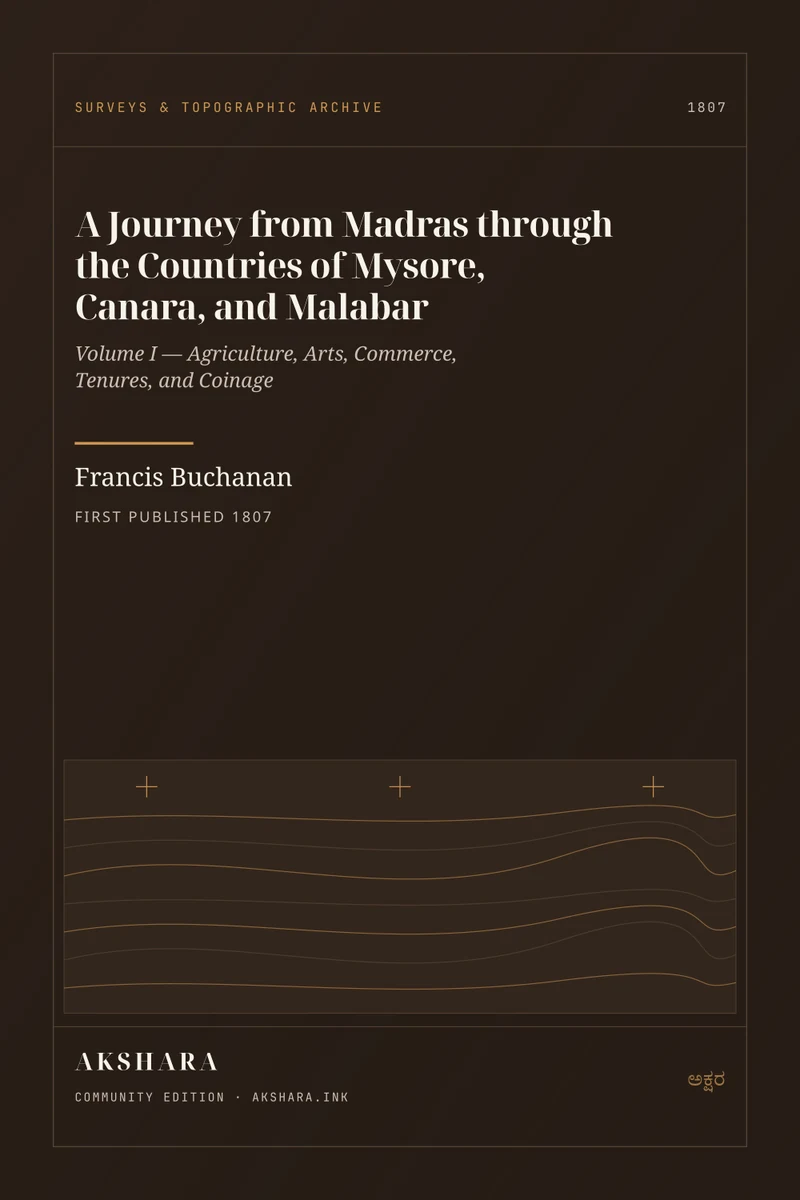 SURVEYS & TOPOGRAPHIC ARCHIVE
1807
A Journey from Madras through
the Countries of Mysore,
Canara, and Malabar
Volume I — Agriculture, Arts, Commerce,
Tenures, and Coinage
Francis Buchanan
FIRST PUBLISHED 1807
AKSHARA
COMMUNITY EDITION · AKSHARA.INK
ಅಕ್ಷರ